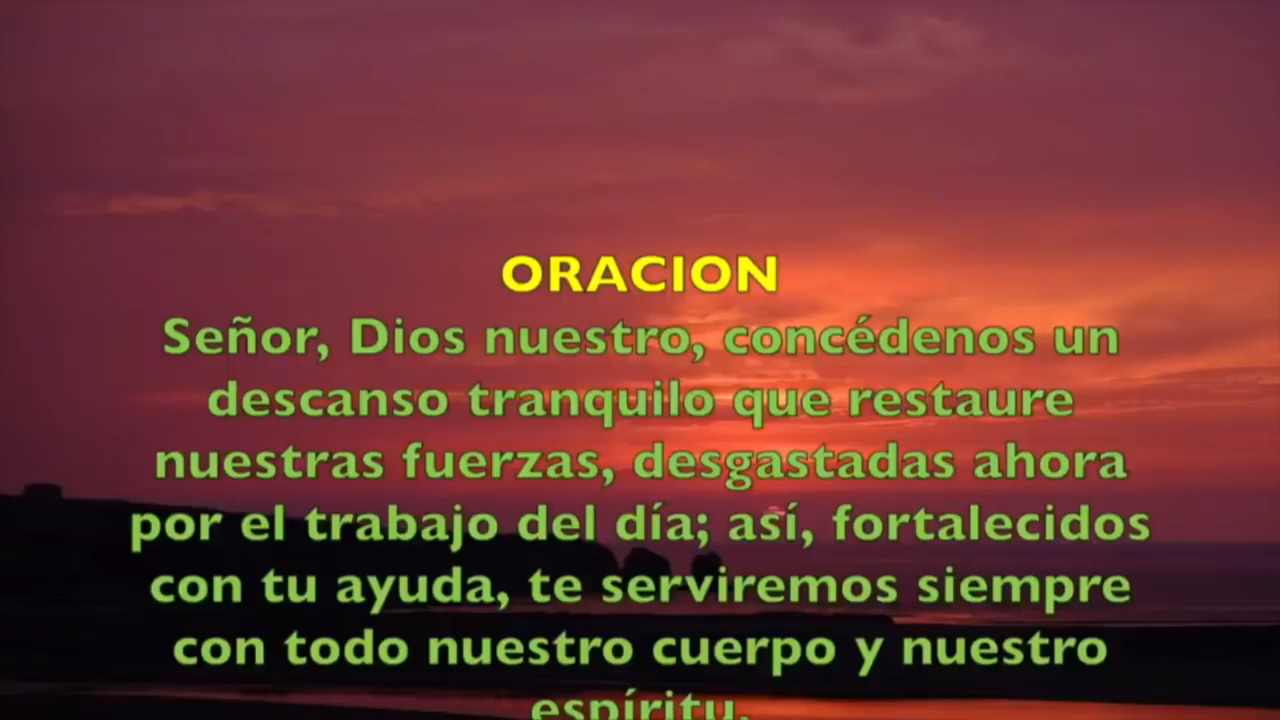 ORACION
Señor, Dios nuestro, concédenos un
descanso tranquilo que restaure
nuestras fuerzas, desgastadas ahora
por el trabajo del día; así, fortalecidos
con tu ayuda, te serviremos siempre
con todo nuestro cuerpo y nuestro
espíritu.